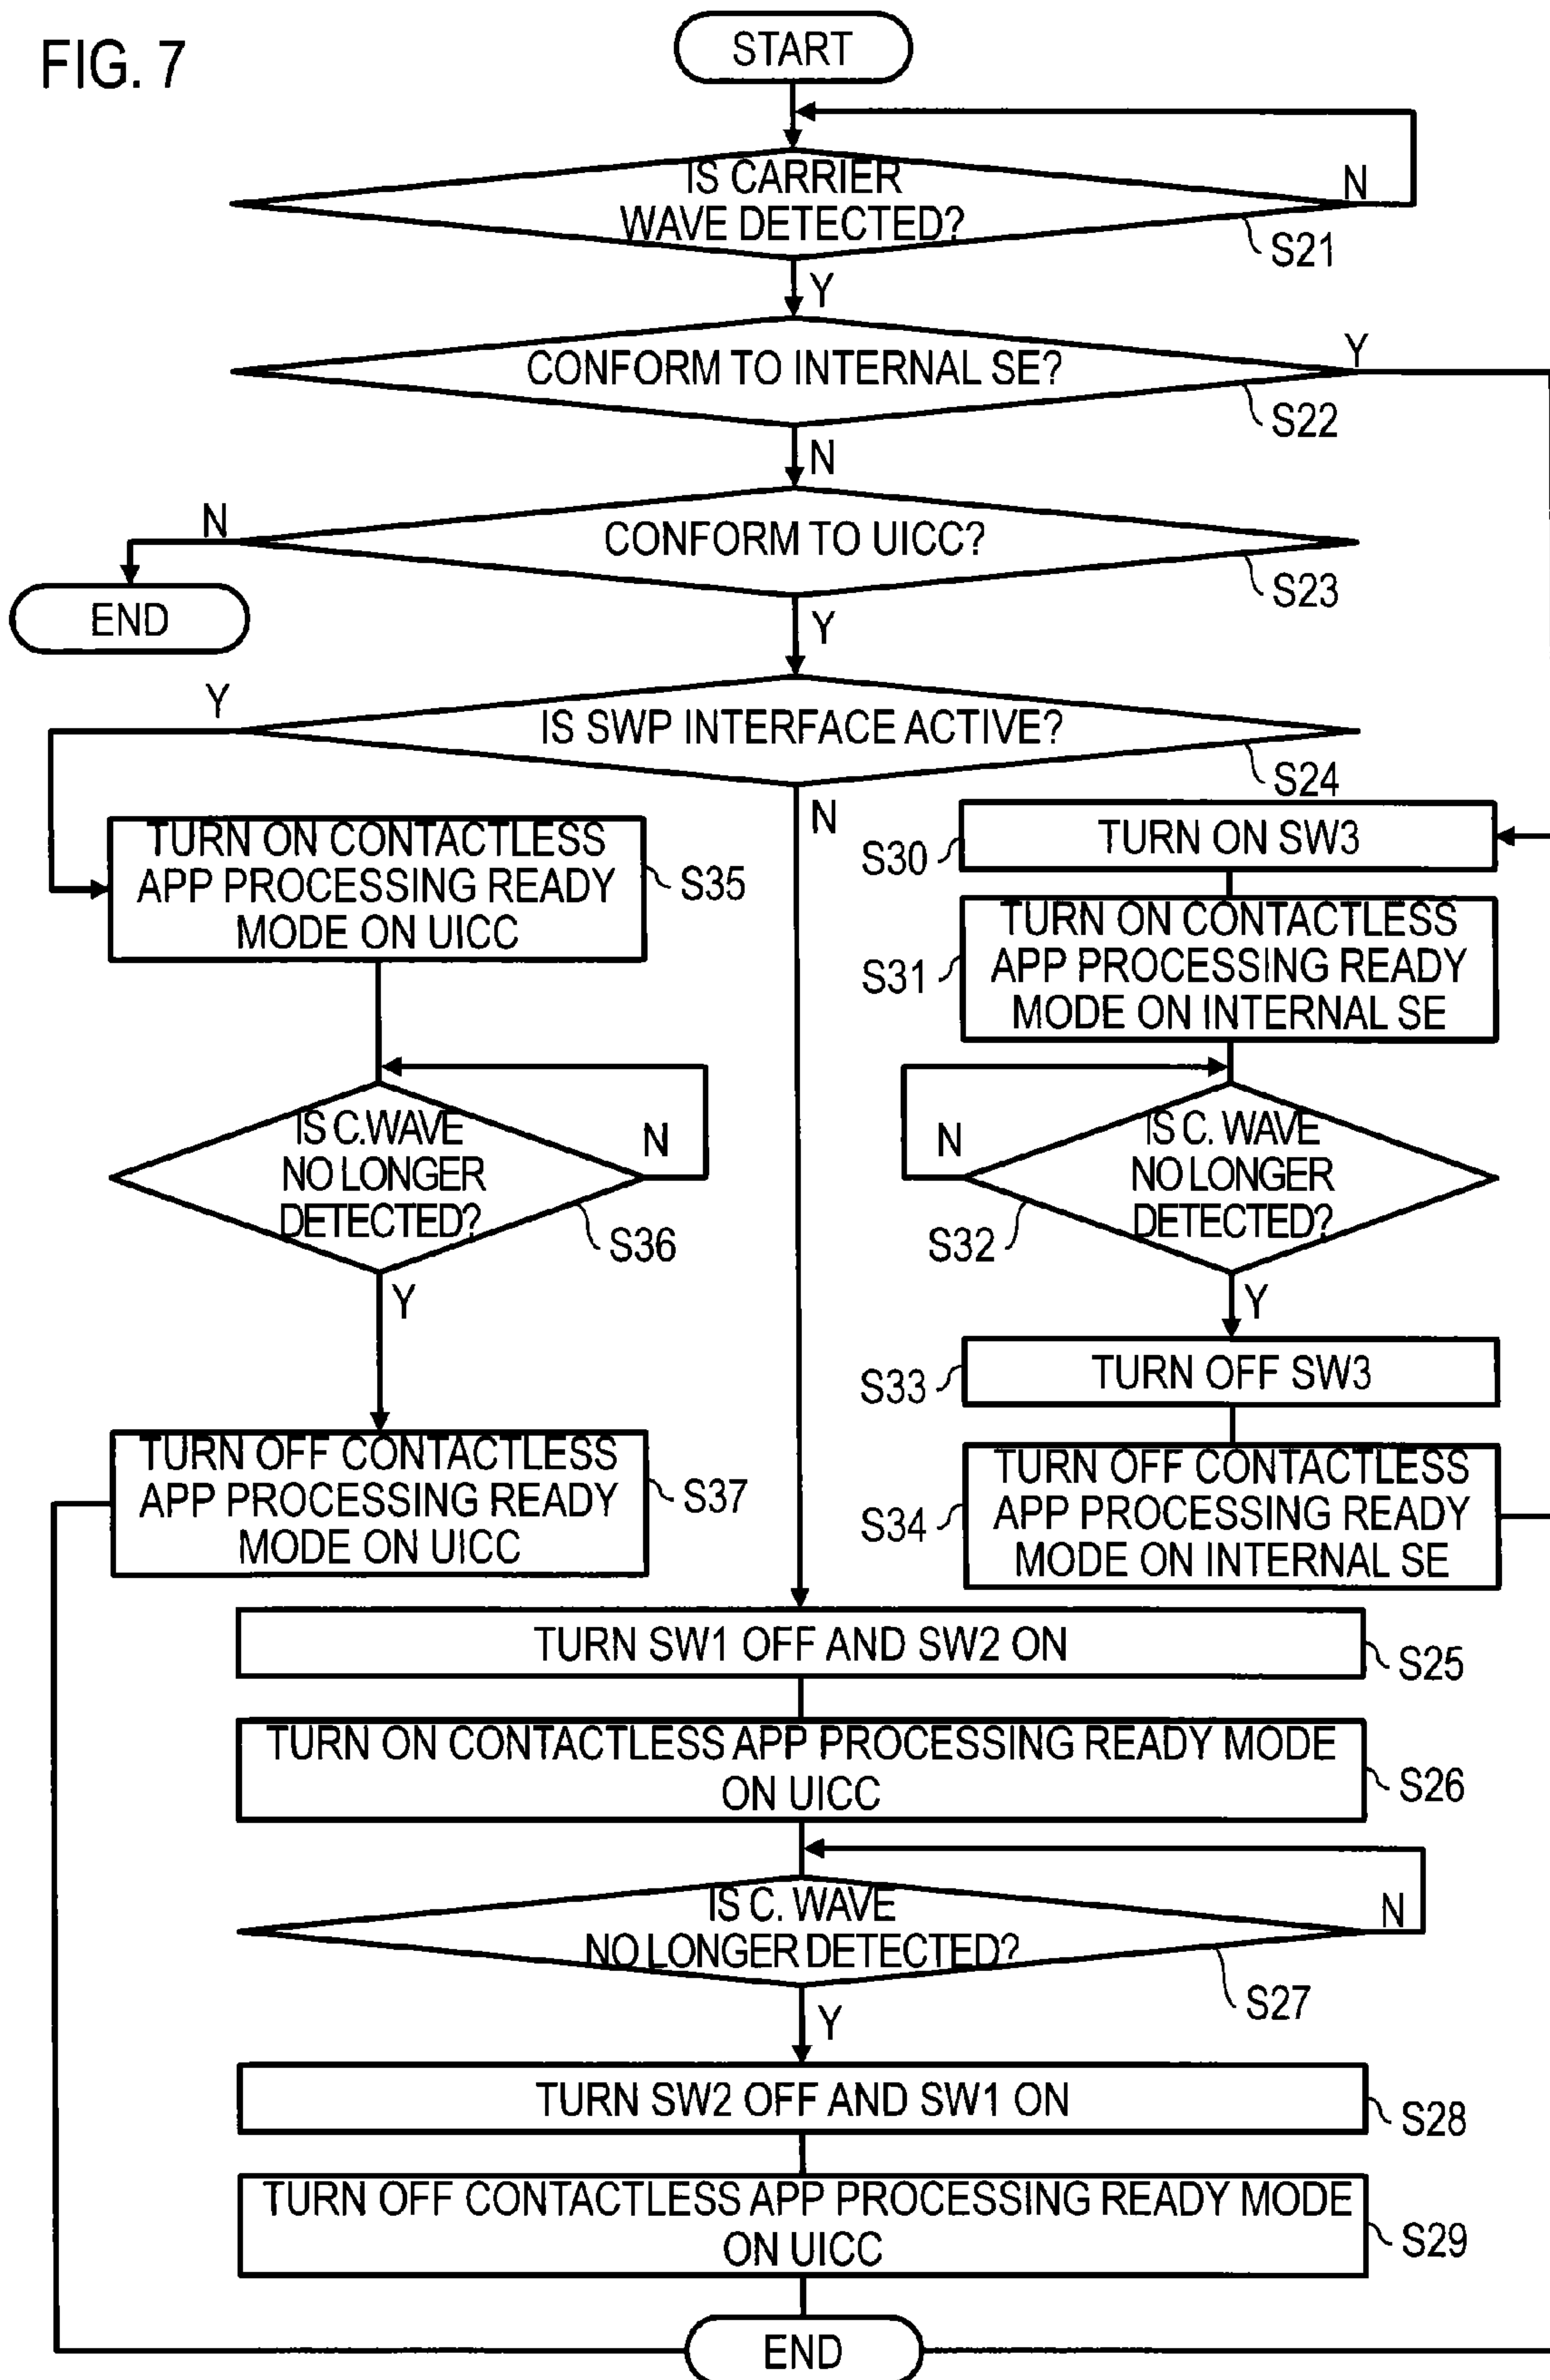 FIG. 7
START
IS CARRIER
WAVE DETECTED?
N
S21
Y
CONFORM TO INTERNAL SE?
Y
S22
N
CONFORM TO UICC?
N
S23
END
Y
IS SWP INTERFACE ACTIVE?
Y
S24
N
TURN ON CONTACTLESS
APP PROCESSING READY
MODE ON UICC
S35
IS C.WAVE
NO LONGER
DETECTED?
N
S36
Y
TURN OFF CONTACTLESS
APP PROCESSING READY
MODE ON UICC
S37
TURN ON SW3
S30
TURN ON CONTACTLESS
APP PROCESSING READY
MODE ON INTERNAL SE
S31
IS C. WAVE
NO LONGER
DETECTED?
N
S32
Y
TURN OFF SW3
S33
TURN OFF CONTACTLESS
APP PROCESSING READY
MODE ON INTERNAL SE
S34
TURN SW1 OFF AND SW2 ON
S25
TURN ON CONTACTLESS APP PROCESSING READY MODE
ON UICC
S26
IS C. WAVE
NO LONGER DETECTED?
N
S27
Y
TURN SW2 OFF AND SW1 ON
S28
TURN OFF CONTACTLESS APP PROCESSING READY MODE
ON UICC
S29
END